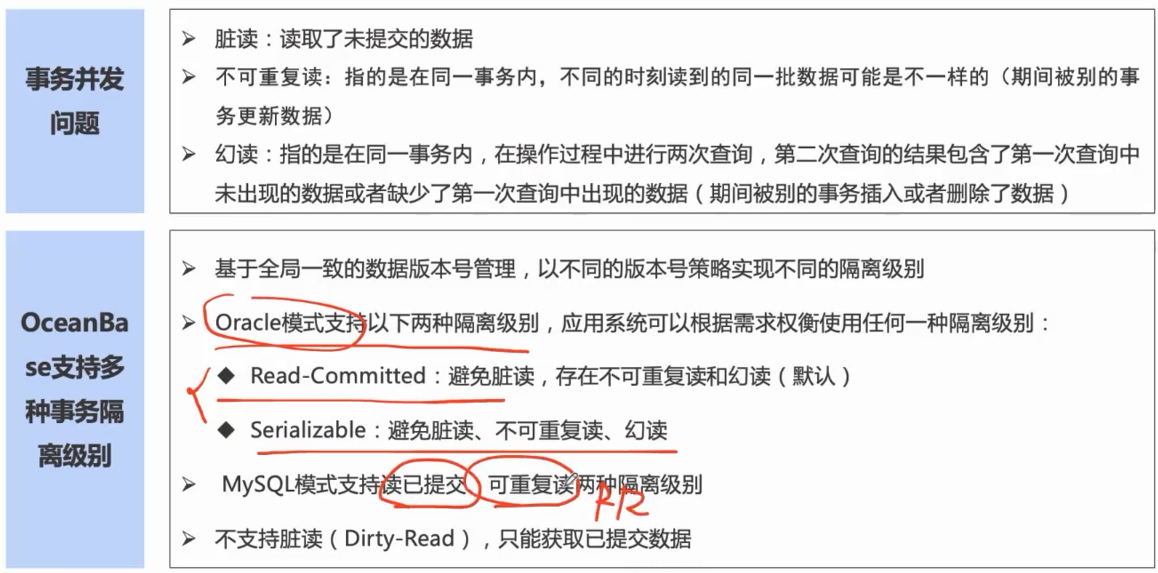 事务并发
问题
➢ 脏读：读取了未提交的数据
➢ 不可重复读：指的是在同一事务内，不同的时刻读到的同一批数据可能是不一样的（期间被别的事
务更新数据）
➢ 幻读：指的是在同一事务内，在操作过程中进行两次查询，第二次查询的结果包含了第一次查询中
未出现的数据或者缺少了第一次查询中出现的数据（期间被别的事务插入或者删除了数据）
OceanBa
se支持多
种事务隔
离级别
➢ 基于全局一致的数据版本号管理，以不同的版本号策略实现不同的隔离级别
➢ Oracle模式支持以下两种隔离级别，应用系统可以根据需求权衡使用任何一种隔离级别：
◆ Read-Committed：避免脏读，存在不可重复读和幻读（默认）
◆ Serializable：避免脏读、不可重复读、幻读
➢ MySQL模式支持读已提交 可重复读两种隔离级别
RR
➢ 不支持脏读（Dirty-Read），只能获取已提交数据